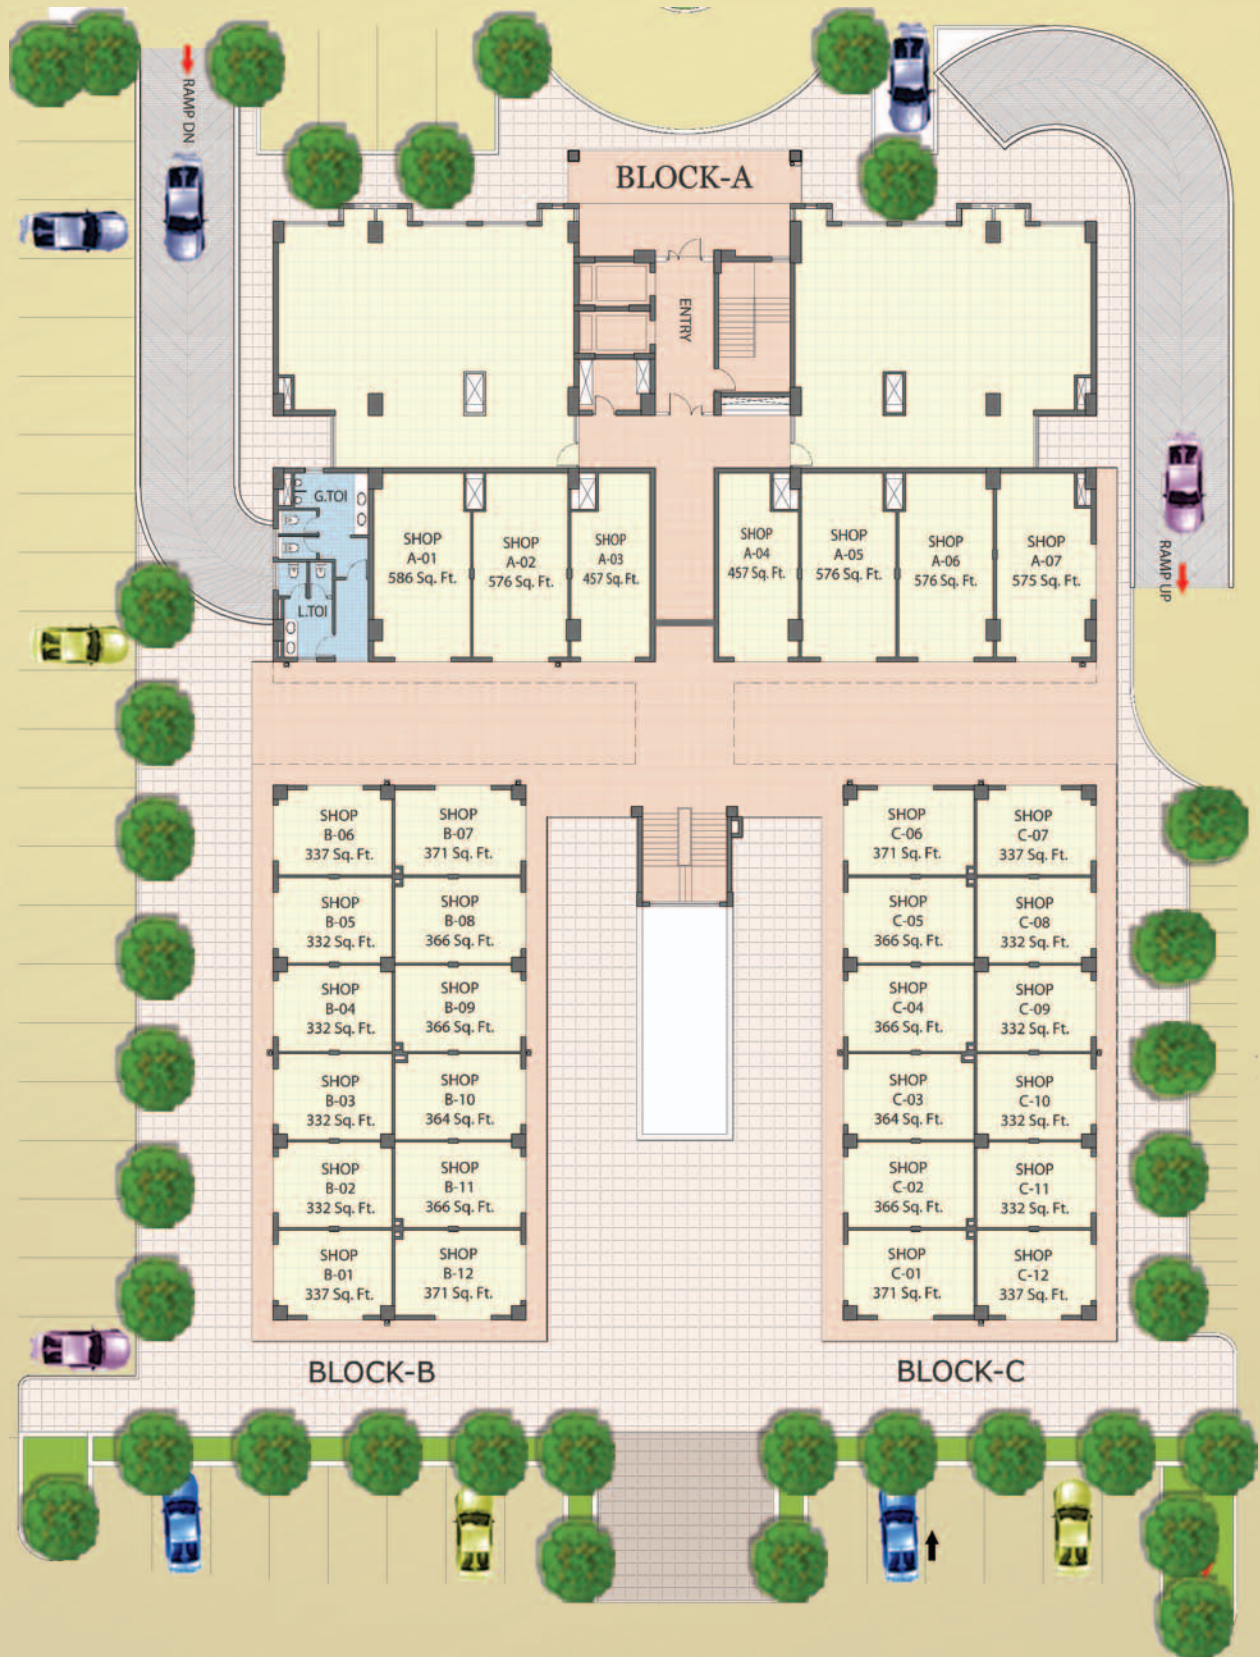 RAMP DN
BLOCK-A
ENTRY
G.TOI
L.TOI
SHOP
A-01
586 Sq. Ft.
SHOP
A-02
576 Sq. Ft.
SHOP
A-03
457 Sq. Ft.
SHOP
A-04
457 Sq. Ft.
SHOP
A-05
576 Sq. Ft.
SHOP
A-06
576 Sq. Ft.
SHOP
A-07
575 Sq. Ft.
RAMP UP
SHOP
B-06
337 Sq. Ft.
SHOP
B-07
371 Sq. Ft.
SHOP
B-05
332 Sq. Ft.
SHOP
B-08
366 Sq. Ft.
SHOP
B-04
332 Sq. Ft.
SHOP
B-09
366 Sq. Ft.
SHOP
B-03
332 Sq. Ft.
SHOP
B-10
364 Sq. Ft.
SHOP
B-02
332 Sq. Ft.
SHOP
B-11
366 Sq. Ft.
SHOP
B-01
337 Sq. Ft.
SHOP
B-12
371 Sq. Ft.
SHOP
C-06
371 Sq. Ft.
SHOP
C-07
337 Sq. Ft.
SHOP
C-05
366 Sq. Ft.
SHOP
C-08
332 Sq. Ft.
SHOP
C-04
366 Sq. Ft.
SHOP
C-09
332 Sq. Ft.
SHOP
C-03
364 Sq. Ft.
SHOP
C-10
332 Sq. Ft.
SHOP
C-02
366 Sq. Ft.
SHOP
C-11
332 Sq. Ft.
SHOP
C-01
371 Sq. Ft.
SHOP
C-12
337 Sq. Ft.
BLOCK-B
BLOCK-C